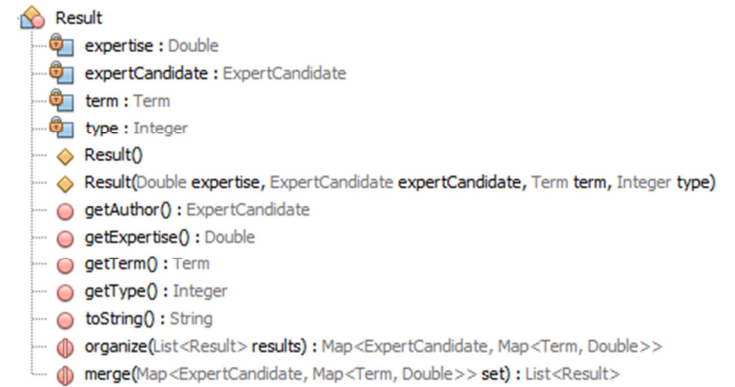 Result
expertise : Double
expertCandidate : ExpertCandidate
term : Term
type : Integer
Result()
Result(Double expertise, ExpertCandidate expertCandidate, Term term, Integer type)
getAuthor() : ExpertCandidate
getExpertise() : Double
getTerm() : Term
getType() : Integer
toString() : String
organize(List<Result> results) : Map<ExpertCandidate, Map<Term, Double>>
merge(Map<ExpertCandidate, Map<Term, Double>> set) : List<Result>